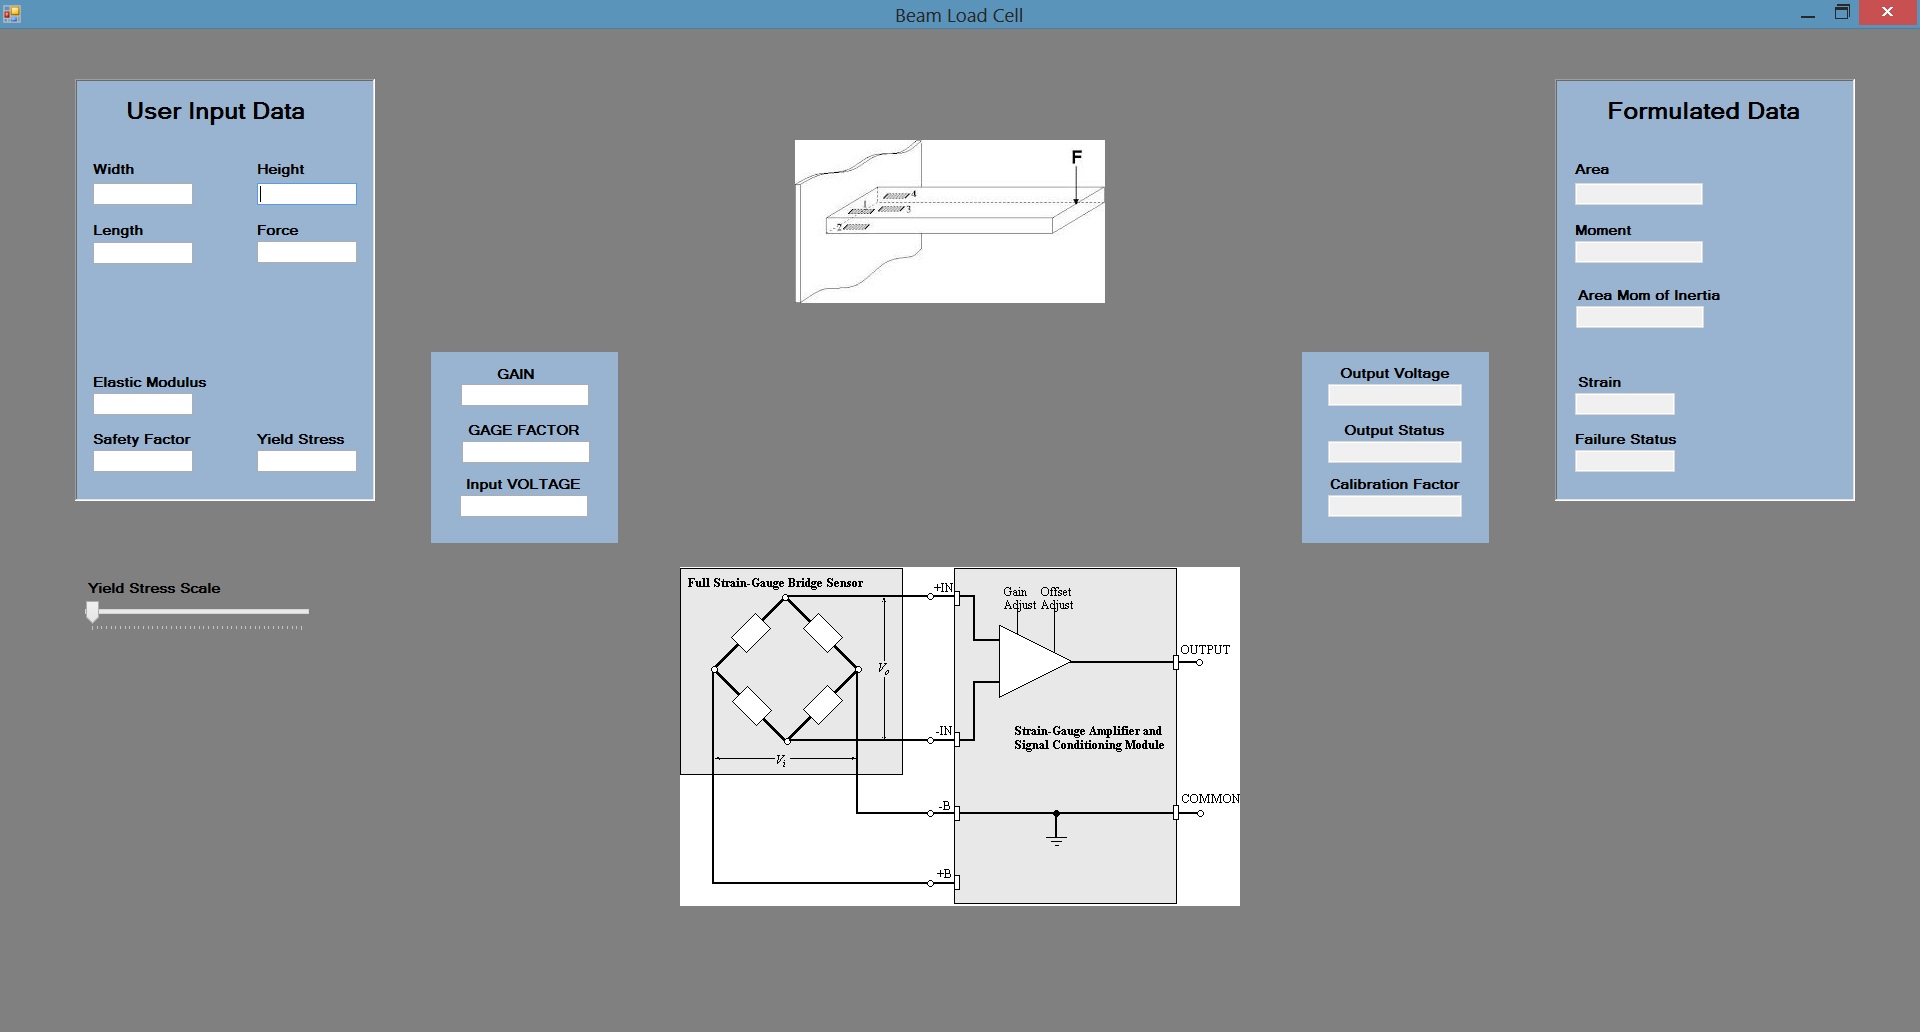 Beam Load Cell
User Input Data
Width
Height
Length
Force
Elastic Modulus
Safety Factor
Yield Stress
Yield Stress Scale
GAIN
GAGE FACTOR
Input VOLTAGE
F
4
1
3
2
Output Voltage
Output Status
Calibration Factor
Formulated Data
Area
Moment
Area Mom of Inertia
Strain
Failure Status
Full Strain-Gauge Bridge Sensor
+IN
Gain
Adjust
Offset
Adjust
Vo
OUTPUT
-IN
Strain-Gauge Amplifier and
Signal Conditioning Module
Vi
-B
COMMON
+B